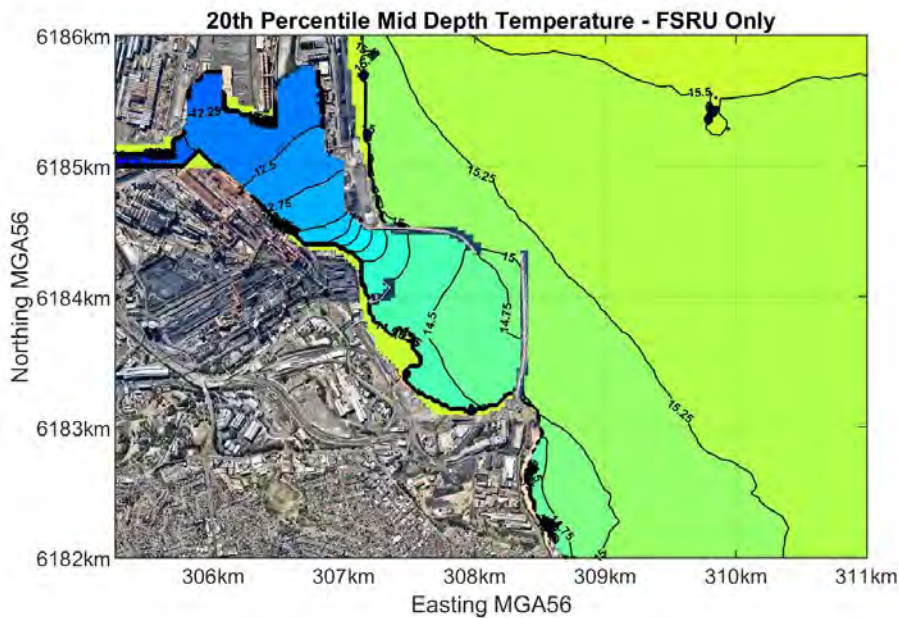 20th Percentile Mid Depth Temperature - FSRU Only
6186km
6185km
6184km
6183km
6182km
Northing MGA56
12.25
12.5
15.25
15.5
15
15
14.5
14.75
15.25
14.75
15
306km
307km
308km
309km
310km
311km
Easting MGA56